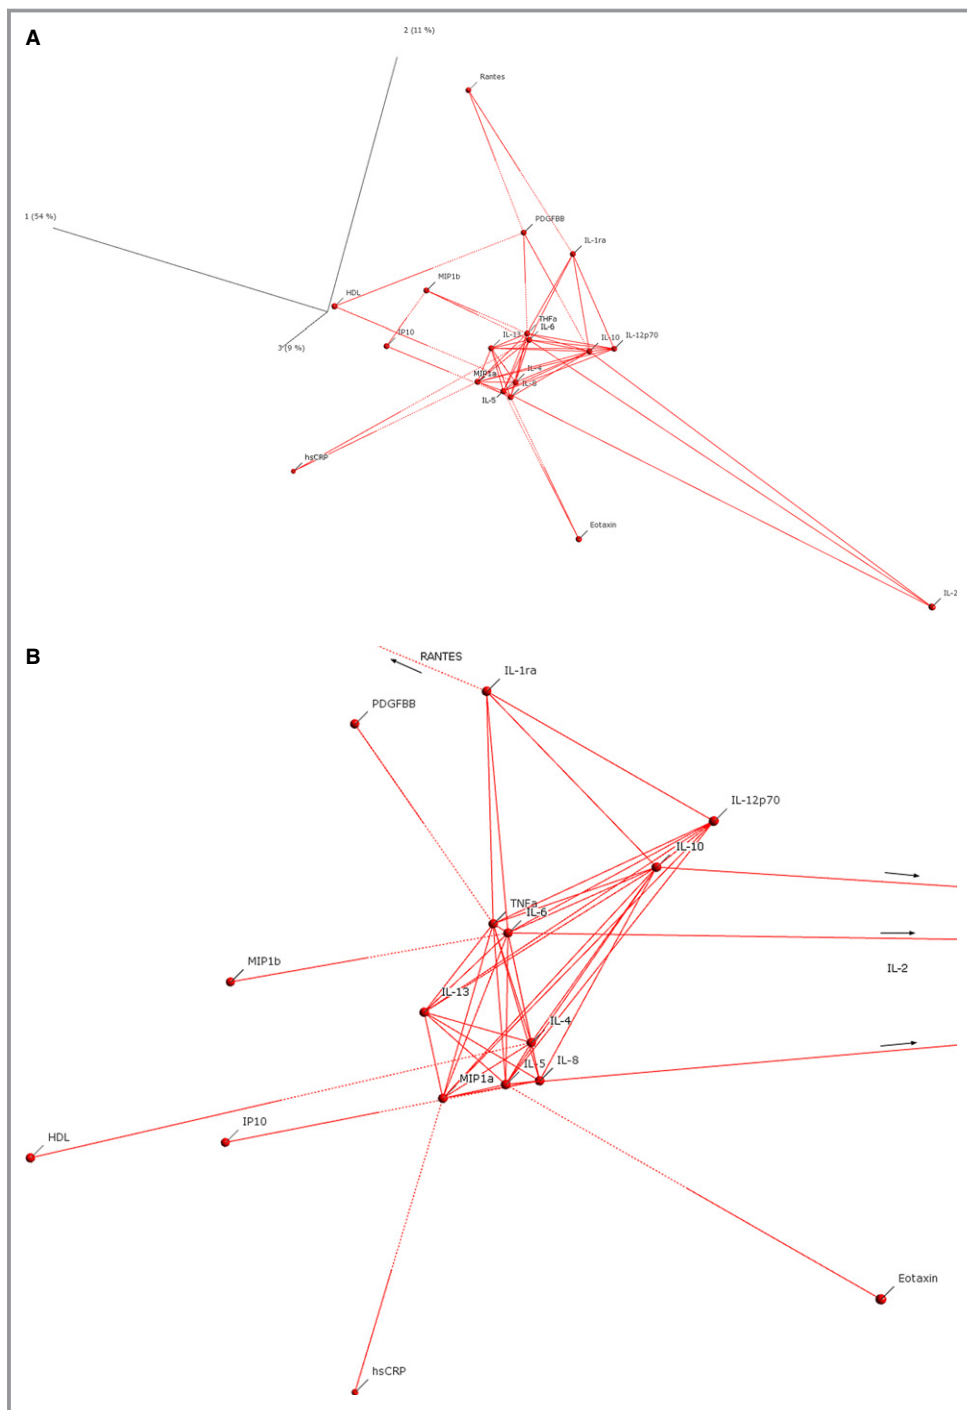 A
2 (11 %)
Rantes
1 (54 %)
PDGFBB
IL-1ra
MIP1b
HDL
THFa
IL-6
IP10
IL-13
IL-10
IL-12p70
3 (9 %)
MIP1a
IL-4
IL-8
IL-5
hsCRP
Eotaxin
IL-2
B
RANTES
IL-1ra
PDGFBB
IL-12p70
IL-10
TNFa
IL-6
MIP1b
IL-2
IL-13
IL-4
IL-5
IL-8
MIP1a
IP10
HDL
Eotaxin
hsCRP